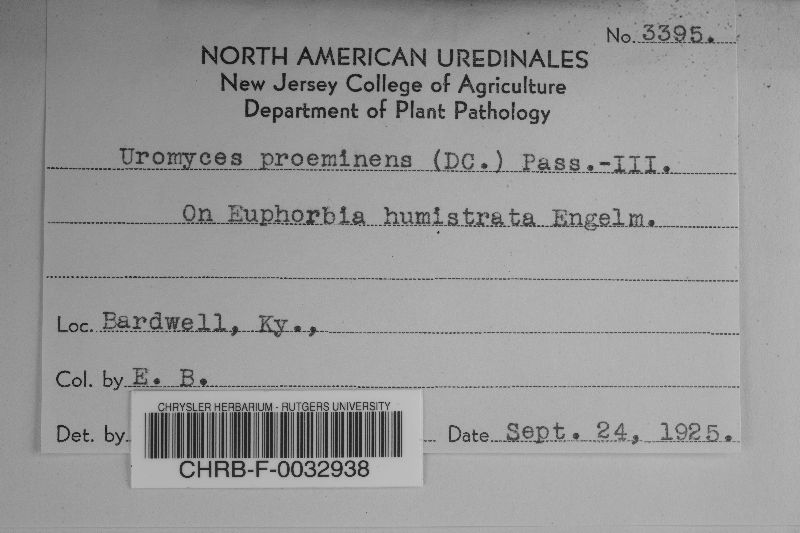 No. 3395.
NORTH AMERICAN UREDINALES
New Jersey College of Agriculture
Department of Plant Pathology
Uromyces proeminens (DC.) Pass.-III.
On Euphorbia humistrata Engelm.
Loc. Bardwell, Ky.,
Col. by E. B.
Det. by Date Sept. 24, 1925.
CHRYSLER HERBARIUM - RUTGERS UNIVERSITY
CHRB-F-0032938